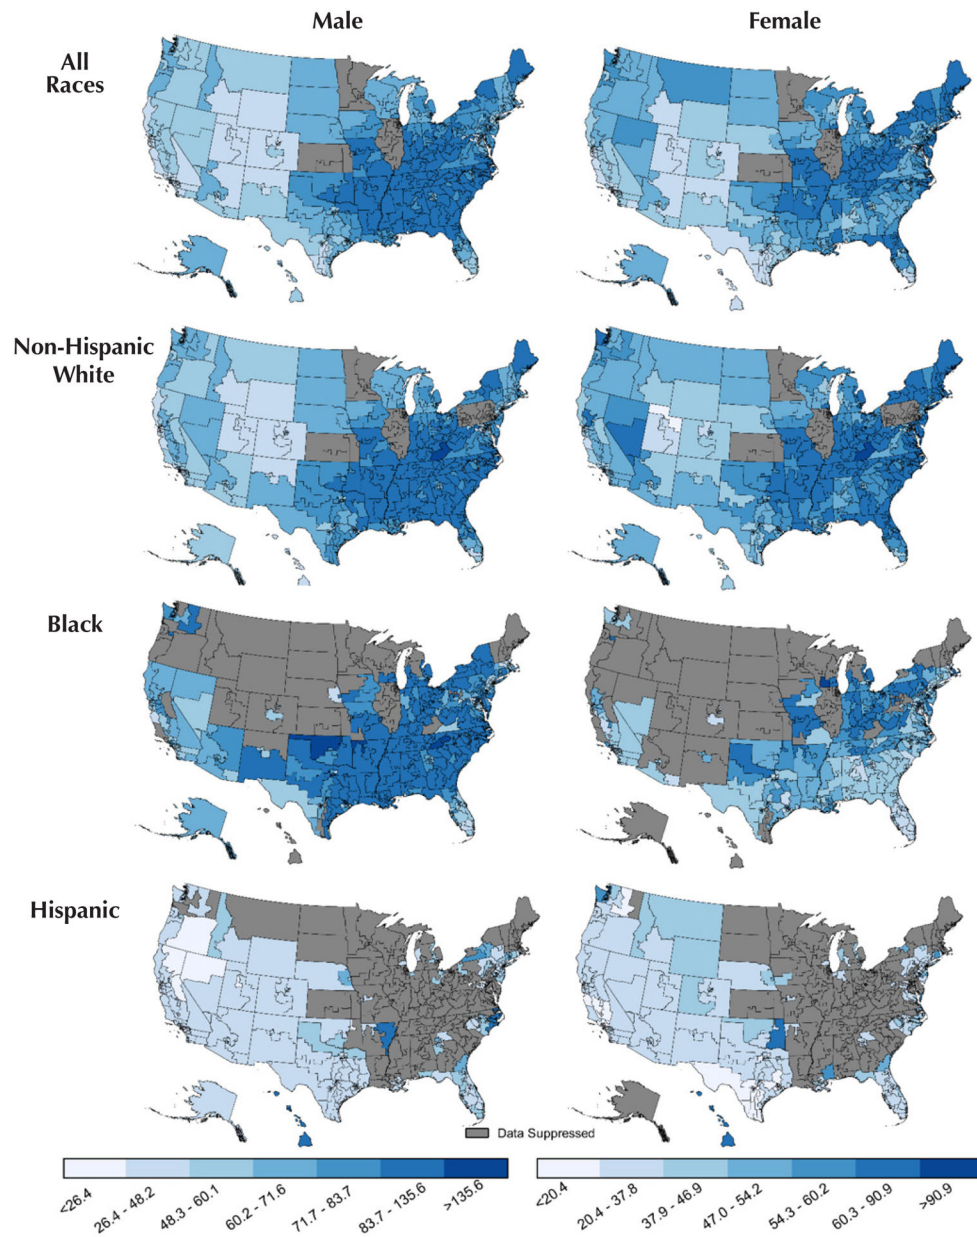 Male
Female
All
Races
Non-Hispanic
White
Black
Hispanic
Data Suppressed
<26.4
26.4 - 48.2
48.3 - 60.1
60.2 - 71.6
71.7 - 83.7
83.7 - 135.6
>135.6
<20.4
20.4 - 37.8
37.9 - 46.9
47.0 - 54.2
54.3 - 60.2
60.3 - 90.9
>90.9